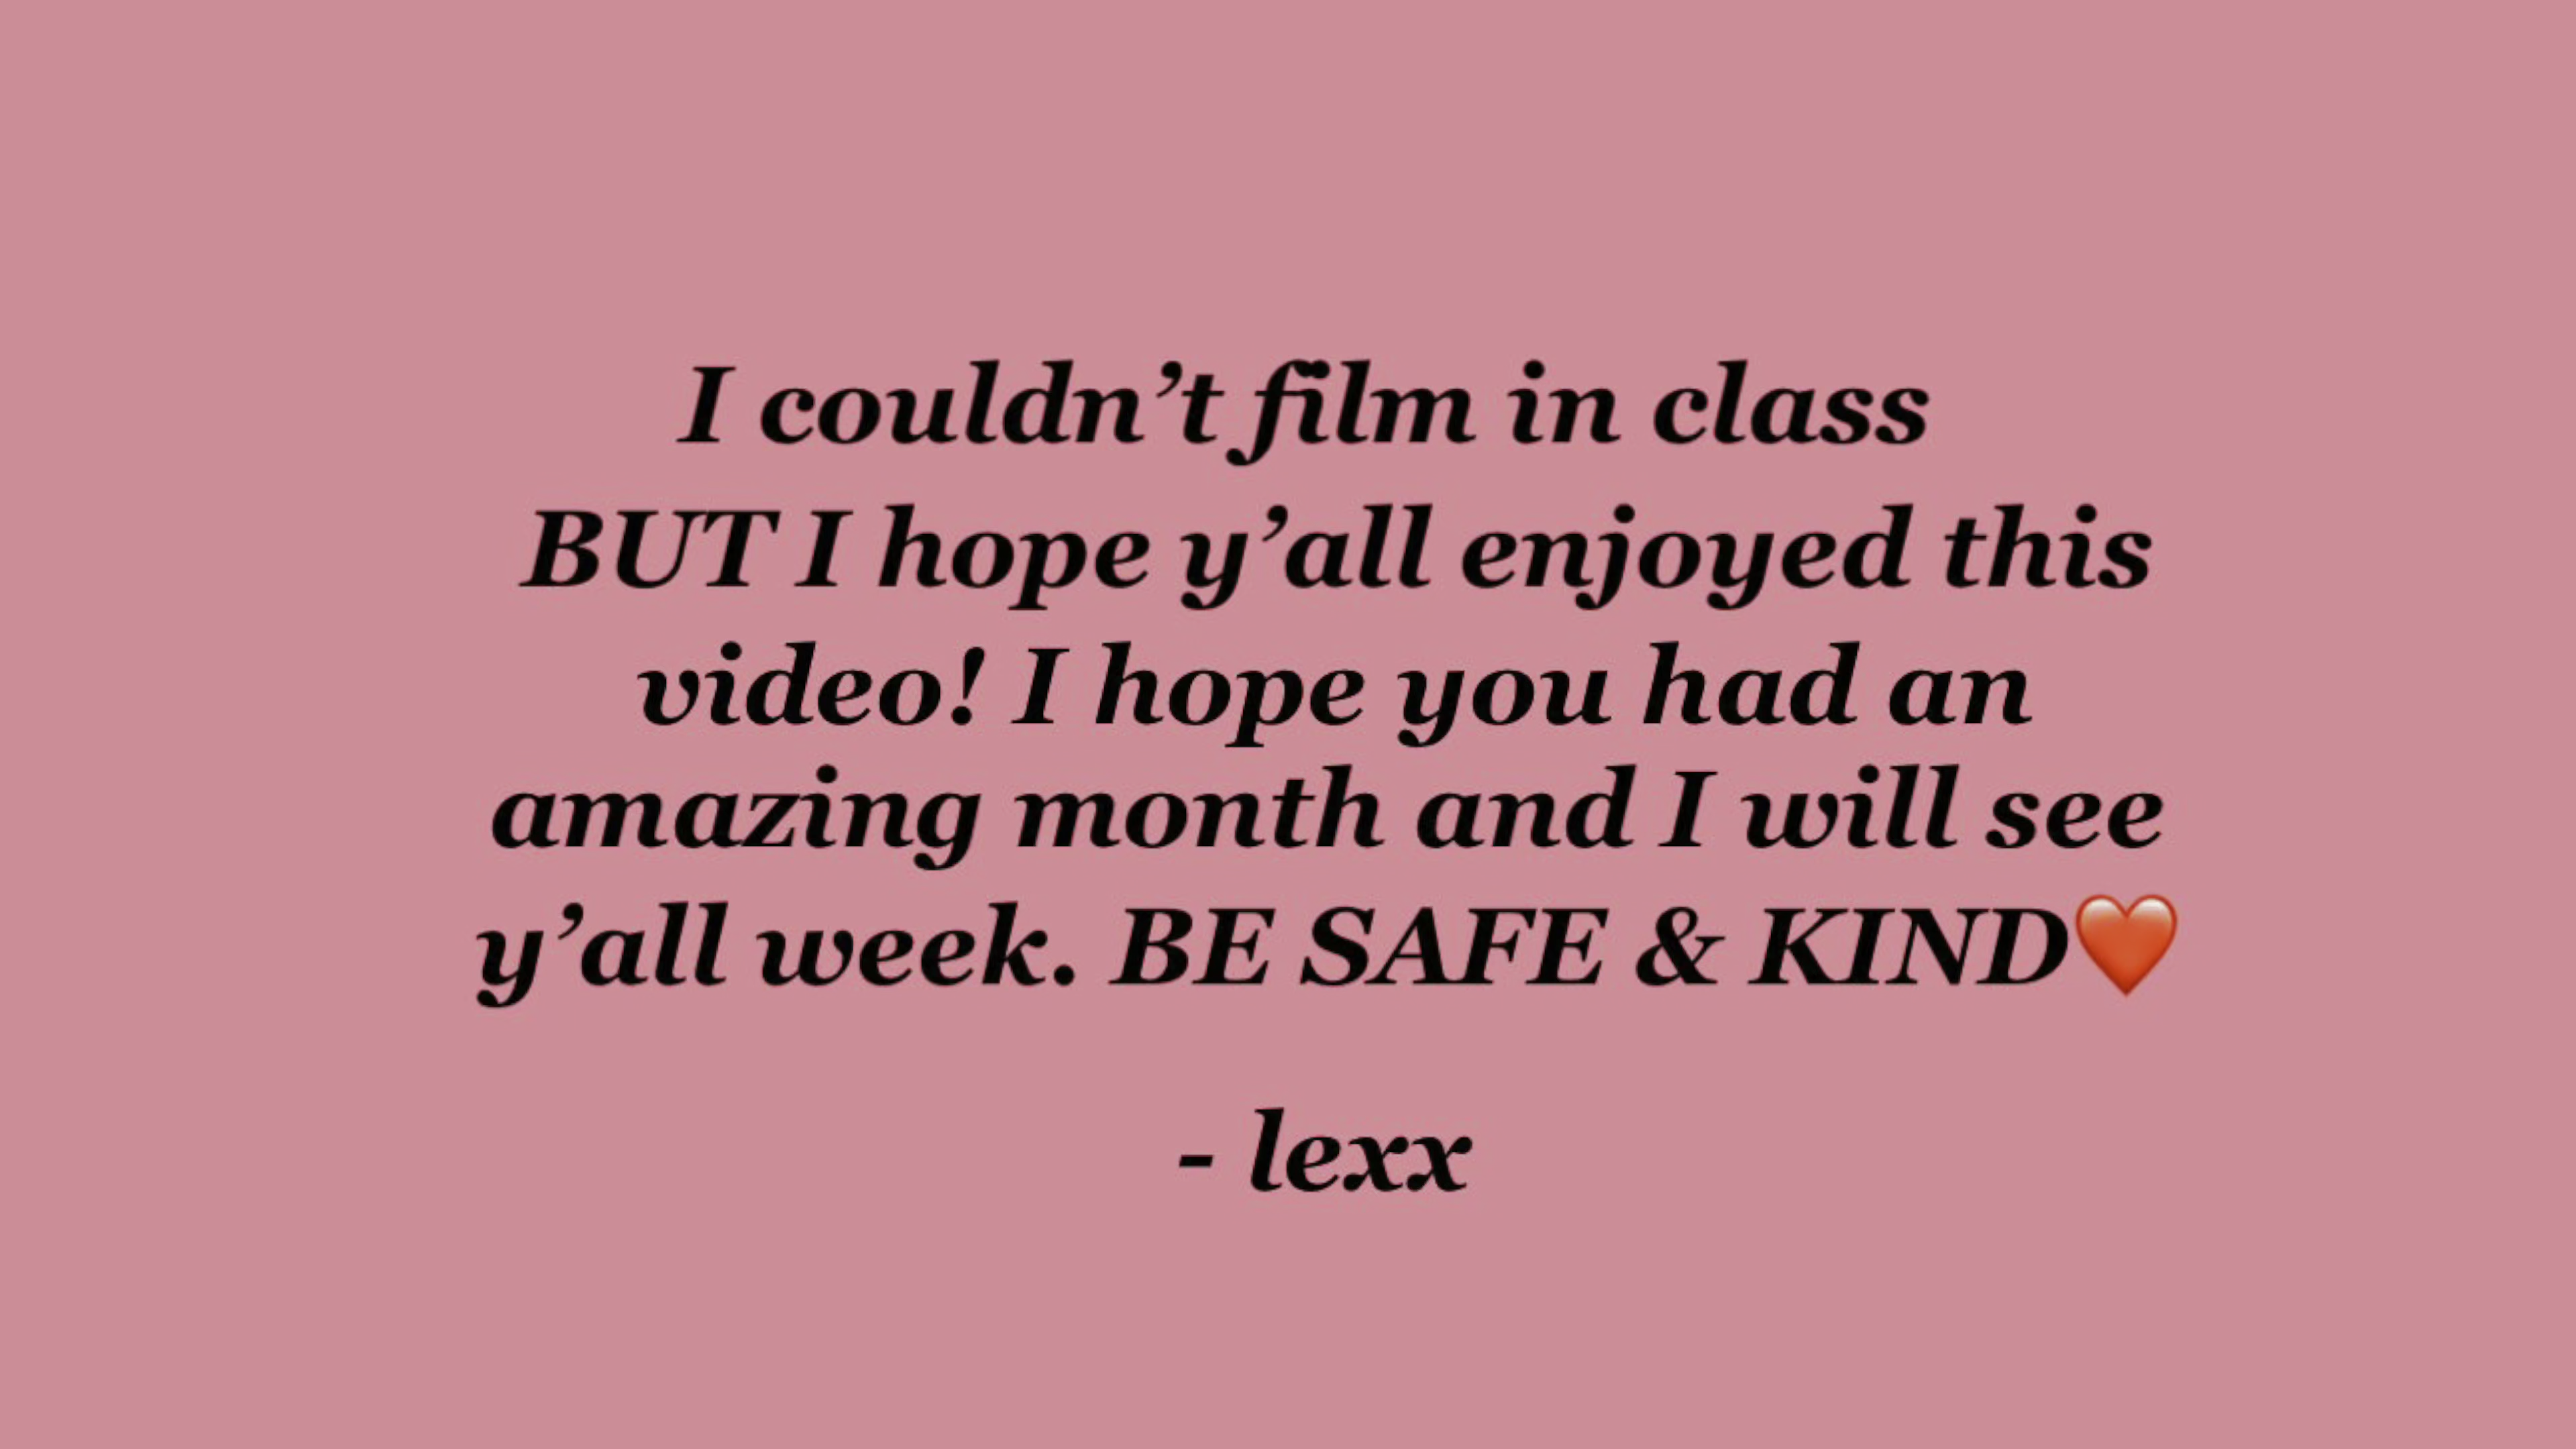 I couldn’t film in class
BUT I hope y’all enjoyed this
video! I hope you had an
amazing month and I will see
y’all week. BE SAFE & KIND❤️
- lexx